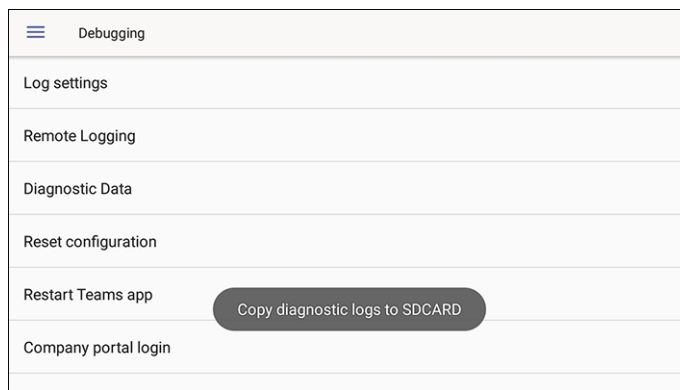 Debugging
Log settings
Remote Logging
Diagnostic Data
Reset configuration
Restart Teams app
Copy diagnostic logs to SDCARD
Company portal login